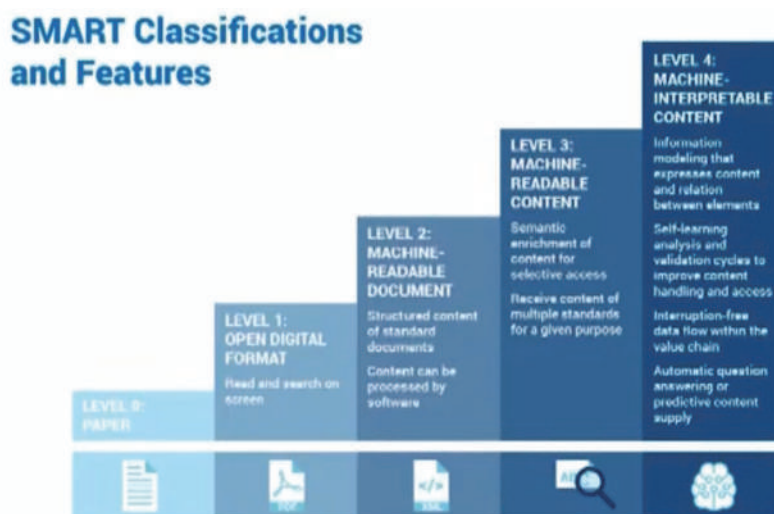 SMART Classifications
and Features
LEVEL 4:
MACHINE-
INTERPRETABLE
CONTENT
Information
modeling that
expresses content
and relation
between elements
Self-learning
analysis and
validation cycles to
improve content
handling and access
Interruption-free
data flow within the
value chain
Automatic question
answering or
predictive content
supply
LEVEL 3:
MACHINE-
READABLE
CONTENT
Semantic
enrichment of
content for
selective access
Receive content of
multiple standards
for a given purpose
LEVEL 2:
MACHINE-
READABLE
DOCUMENT
Structured content
of standard
documents
Content can be
processed by
software
LEVEL 1:
OPEN DIGITAL
FORMAT
Read and search on
screen
LEVEL 0:
PAPER
</>
XML